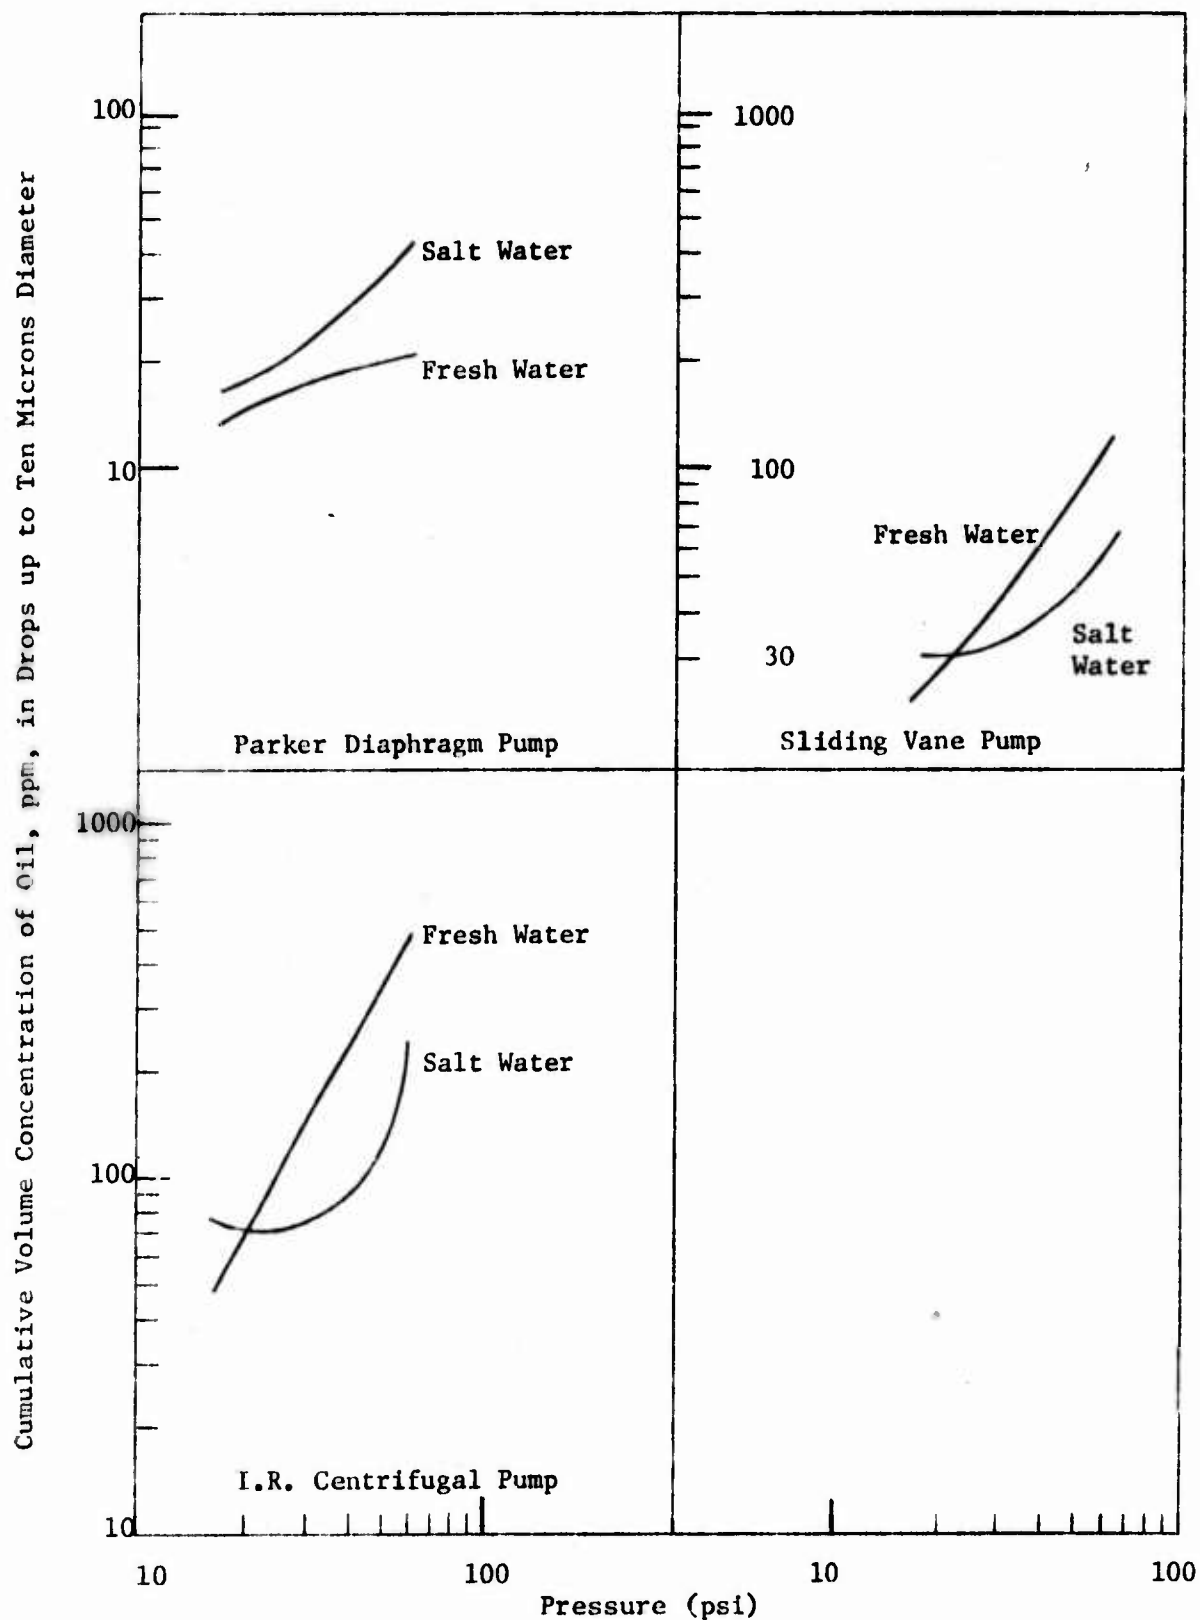 Cumulative Volume Concentration of Oil, ppm, in Drops up to Ten Microns Diameter
100
10
Salt Water
Fresh Water
Parker Diaphragm Pump
1000
100
30
Fresh Water
Salt
Water
Sliding Vane Pump
1000
100
10
Fresh Water
Salt Water
I.R. Centrifugal Pump
10
100
10
100
Pressure (psi)